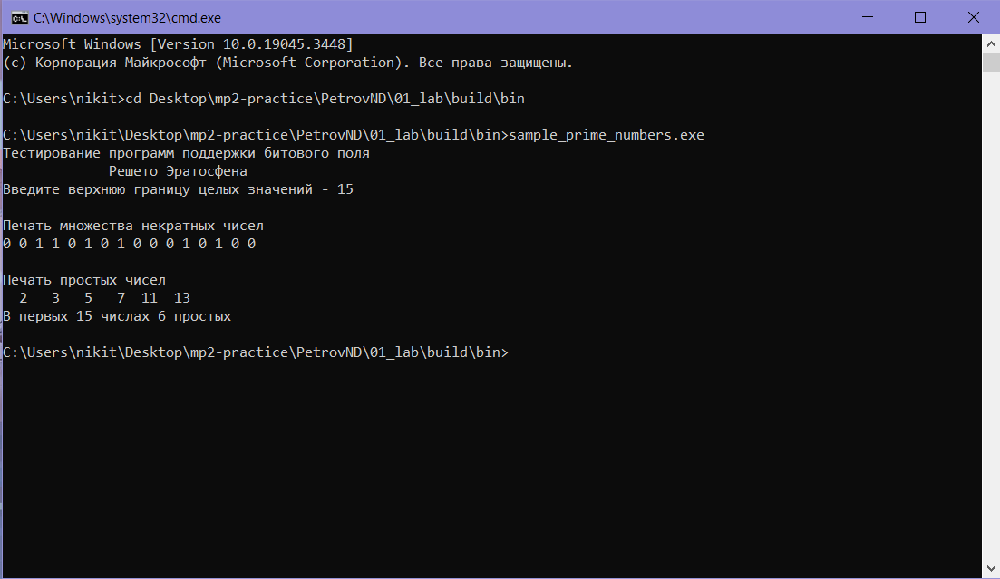 C:\Windows\system32\cmd.exe
Microsoft Windows [Version 10.0.19045.3448]
(c) Корпорация Майкрософт (Microsoft Corporation). Все права защищены.
C:\Users\nikit>cd Desktop\mp2-practice\PetrovND\01_lab\build\bin
C:\Users\nikit\Desktop\mp2-practice\PetrovND\01_lab\build\bin>sample_prime_numbers.exe
Тестирование программ поддержки битового поля
Решето Эратосфена
Введите верхнюю границу целых значений - 15
Печать множества некратных чисел
0 0 1 1 0 1 0 1 0 0 0 1 0 1 0 0
Печать простых чисел
2 3 5 7 11 13
В первых 15 числах 6 простых
C:\Users\nikit\Desktop\mp2-practice\PetrovND\01_lab\build\bin>